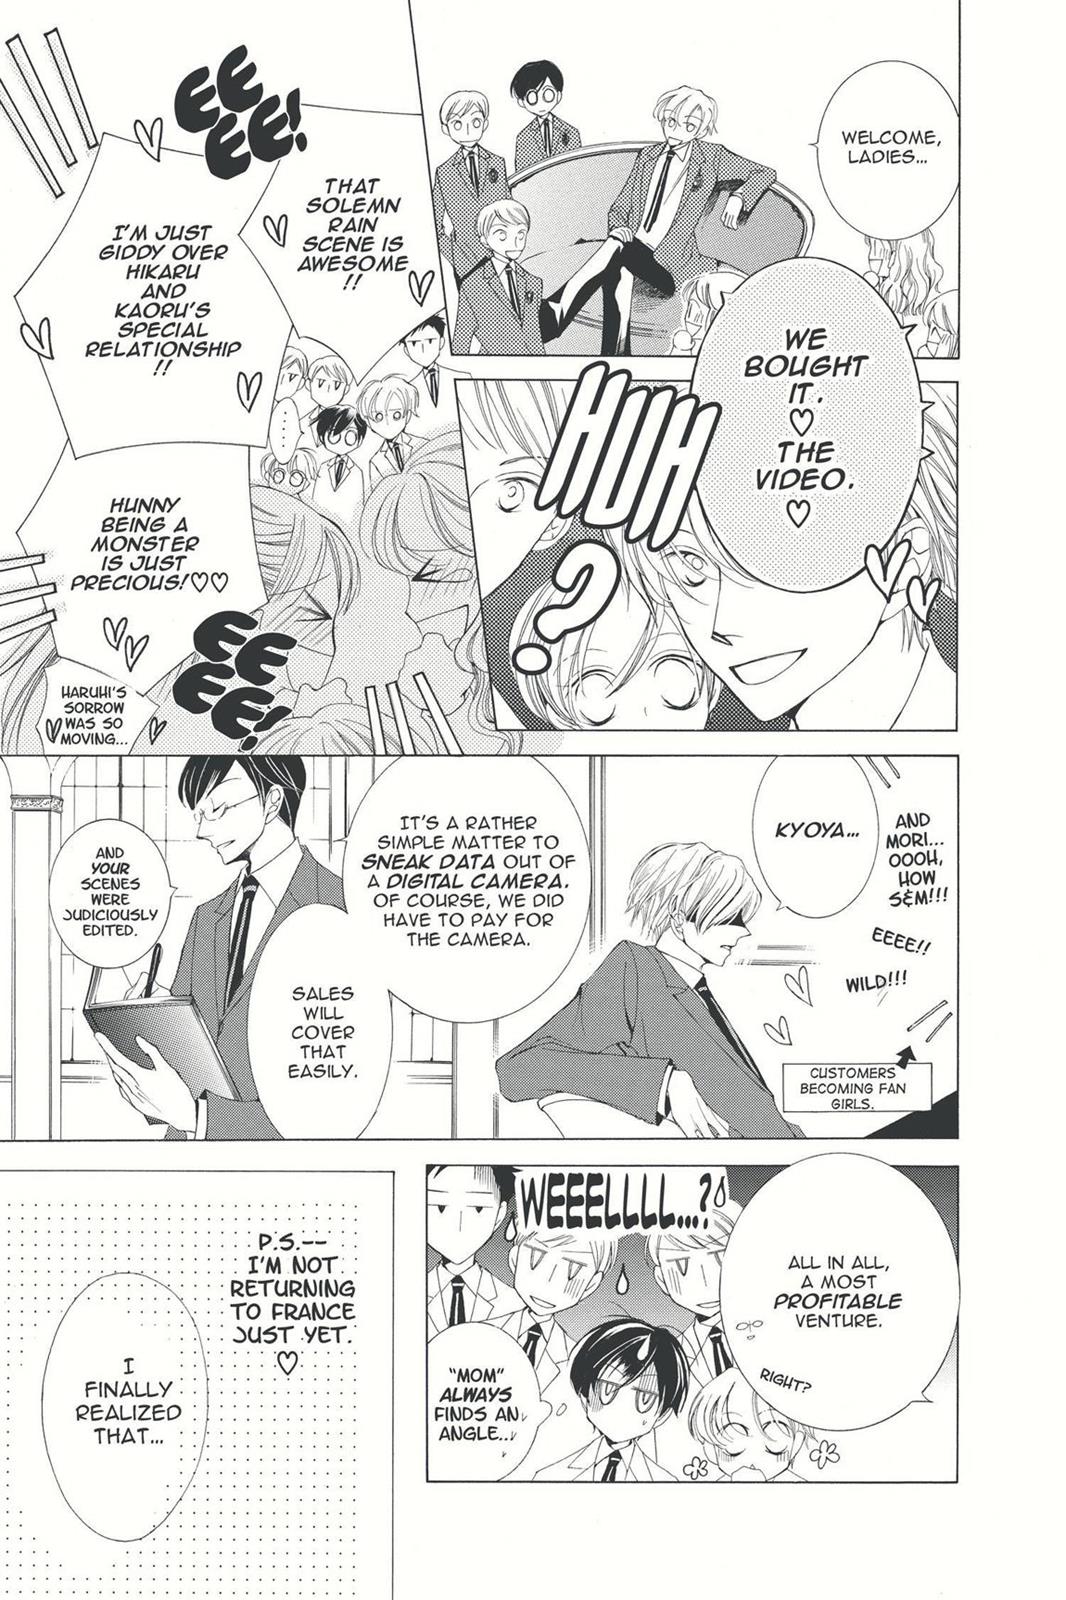 WELCOME,
LADIES...
WE
BOUGHT
IT.
♡
THE
VIDEO.
♡
HUH
?
EE
EE!
THAT
SOLEMN
RAIN
SCENE IS
AWESOME
!!
I'M JUST
GIDDY OVER
HIKARU
AND
KAORU'S
SPECIAL
RELATIONSHIP
!!
......
HUNNY
BEING A
MONSTER
IS JUST
PRECIOUS!♡♡
EE
EE
EE!
HARUHI'S
SORROW
WAS SO
MOVING...
AND
MORI...
OOOH,
HOW
S&M!!!
EEEE!!
WILD!!!
CUSTOMERS
BECOMING FAN
GIRLS.
KYOYA...
IT'S A RATHER
SIMPLE MATTER TO
SNEAK DATA OUT OF
A DIGITAL CAMERA.
OF COURSE, WE DID
HAVE TO PAY FOR
THE CAMERA.
SALES
WILL
COVER
THAT
EASILY.
AND
YOUR
SCENES
WERE
JUDICIOUSLY
EDITED.
ALL IN ALL,
A MOST
PROFITABLE
VENTURE.
RIGHT?
WEEELLLL...?
"MOM"
ALWAYS
FINDS AN
ANGLE...
P.S.--
I'M NOT
RETURNING
TO FRANCE
JUST YET.
♡
I
FINALLY
REALIZED
THAT...